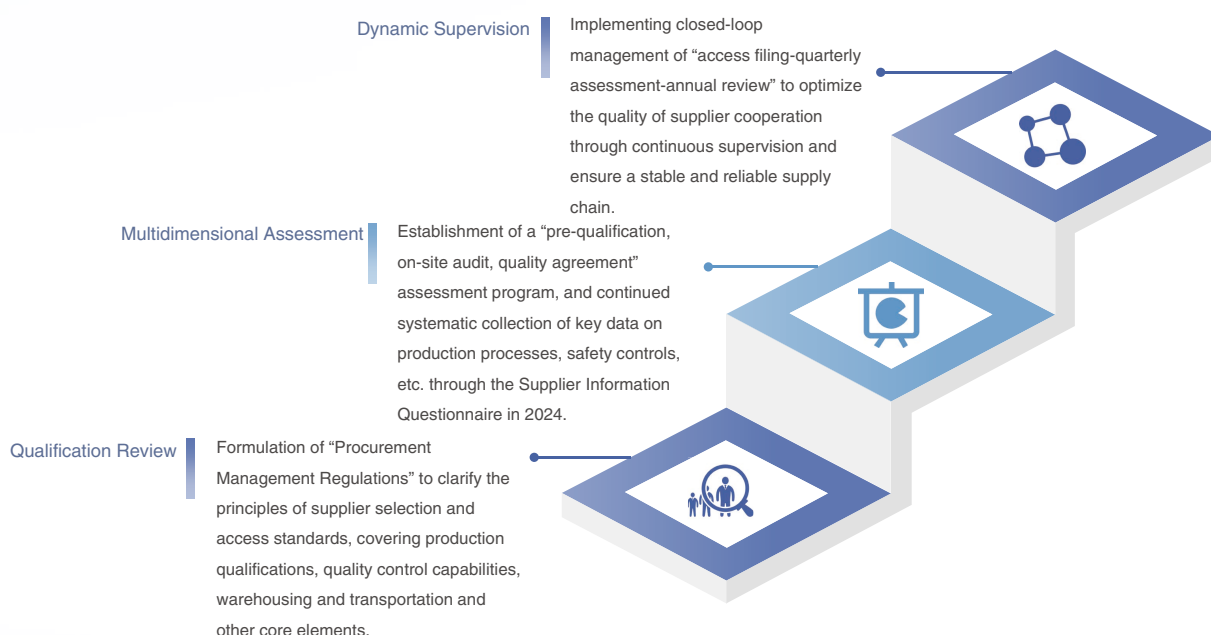 Dynamic Supervision
Implementing closed-loop
management of “access filing-quarterly
assessment-annual review” to optimize
the quality of supplier cooperation
through continuous supervision and
ensure a stable and reliable supply
chain.
Multidimensional Assessment
Establishment of a “pre-qualification,
on-site audit, quality agreement”
assessment program, and continued
systematic collection of key data on
production processes, safety controls,
etc. through the Supplier Information
Questionnaire in 2024.
Qualification Review
Formulation of “Procurement
Management Regulations” to clarify the
principles of supplier selection and
access standards, covering production
qualifications, quality control capabilities,
warehousing and transportation and
other core elements.